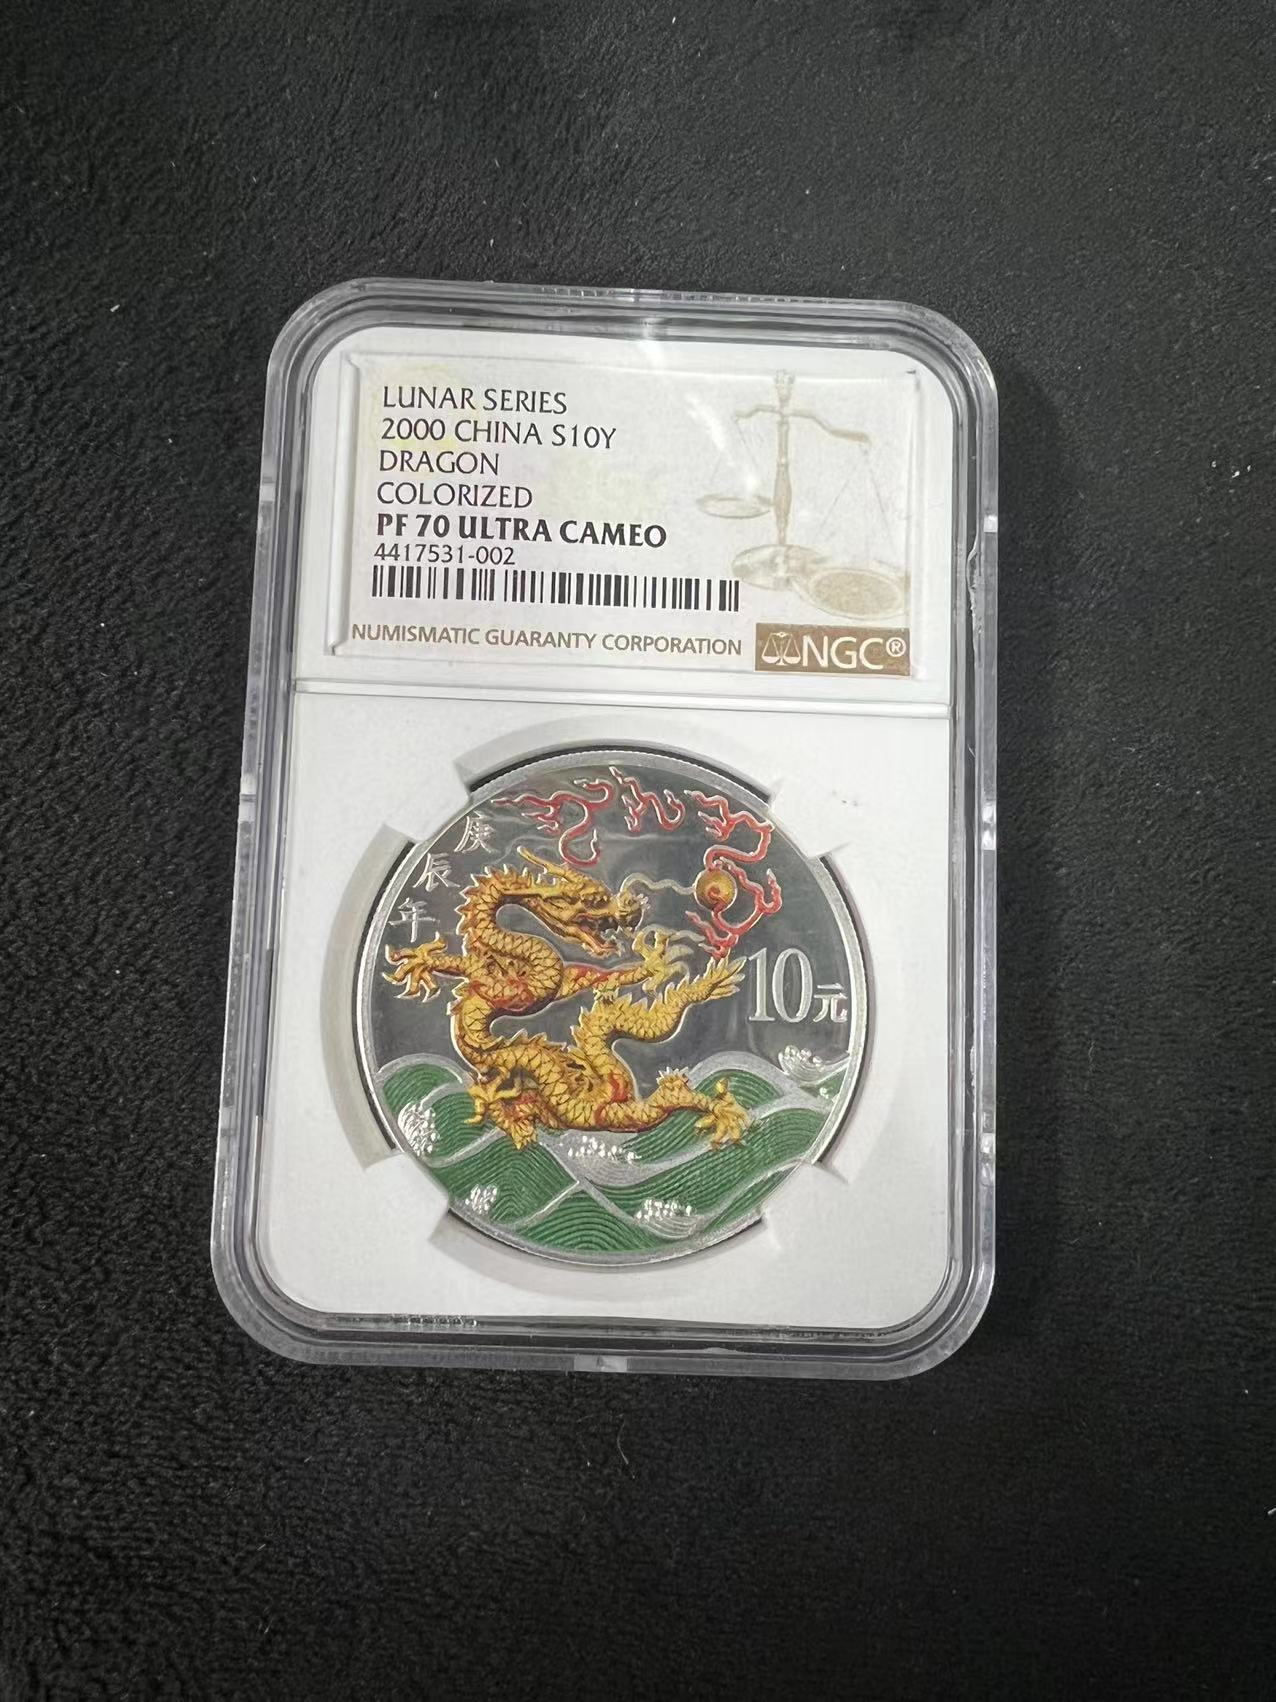 LUNAR SERIES
2000 CHINA S10Y
DRAGON
COLORIZED
PF 70 ULTRA CAMEO
4417531-002
NUMISMATIC GUARANTY CORPORATION
NGC®
庚辰年
10元